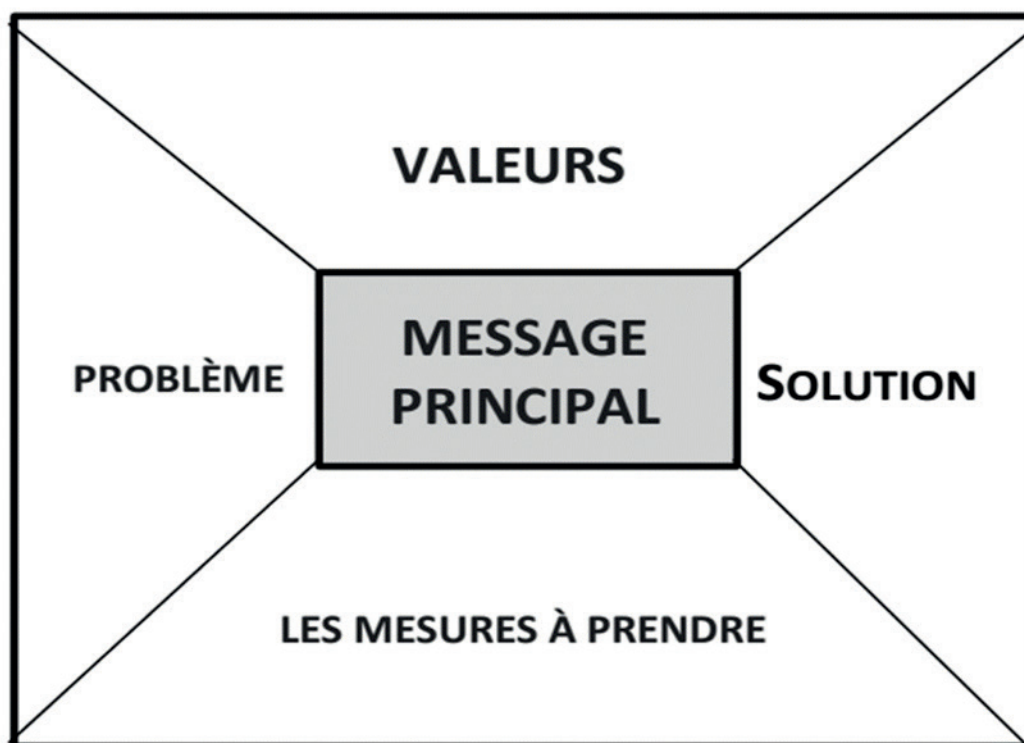 VALEURS
MESSAGE
PRINCIPAL
PROBLÈME
SOLUTION
LES MESURES À PRENDRE